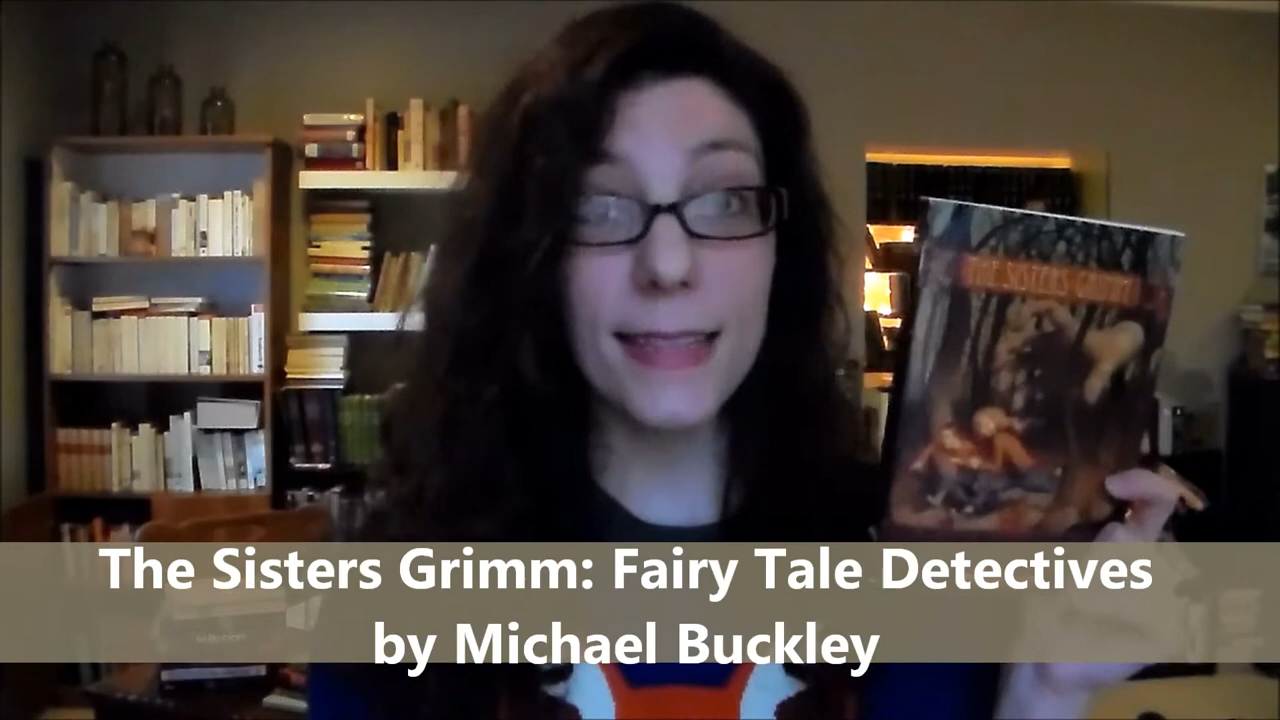 THE SISTERS GRIMM
The Sisters Grimm: Fairy Tale Detectives
by Michael Buckley